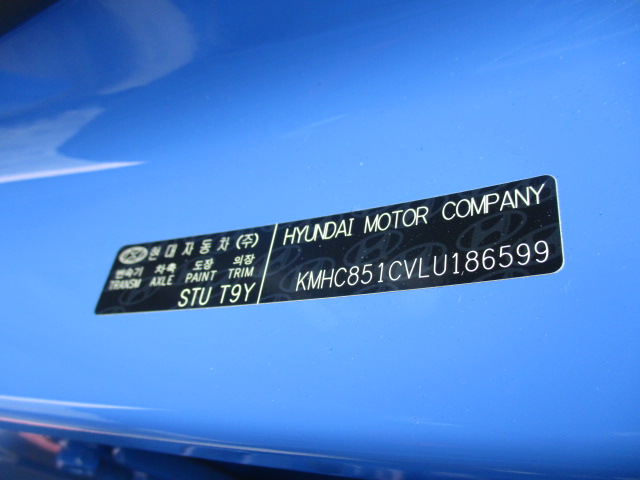 현대자동차(주)
변속기 차축 도장 의장
TRANSM AXLE PAINT TRIM
STU T9Y
HYUNDAI MOTOR COMPANY
KMHC851CVLU186599